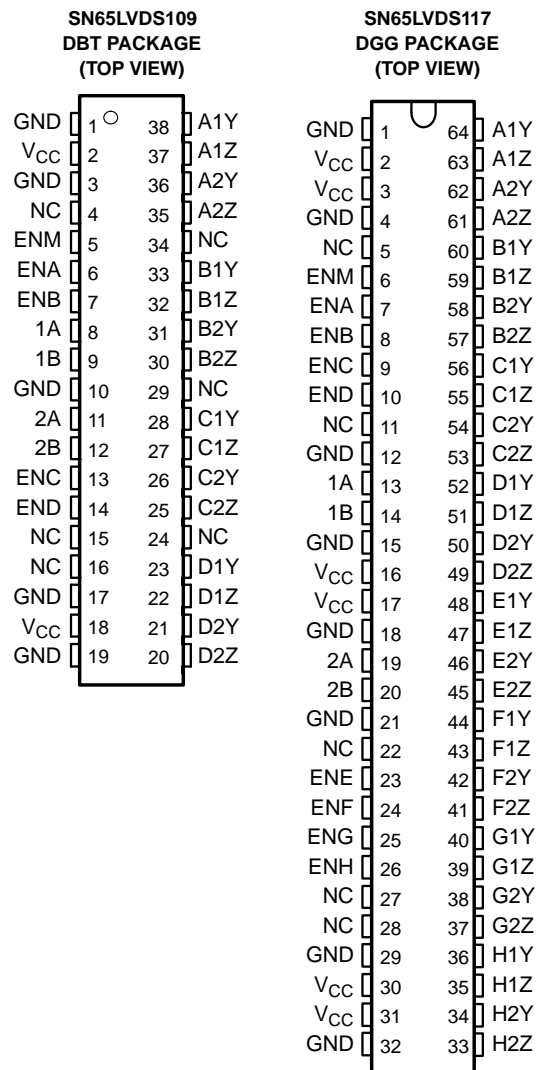 SN65LVDS109
DBT PACKAGE
(TOP VIEW)
GND 1 38 A1Y
VCC 2 37 A1Z
GND 3 36 A2Y
NC 4 35 A2Z
ENM 5 34 NC
ENA 6 33 B1Y
ENB 7 32 B1Z
1A 8 31 B2Y
1B 9 30 B2Z
GND 10 29 NC
2A 11 28 C1Y
2B 12 27 C1Z
ENC 13 26 C2Y
END 14 25 C2Z
NC 15 24 NC
NC 16 23 D1Y
GND 17 22 D1Z
VCC 18 21 D2Y
GND 19 20 D2Z
SN65LVDS117
DGG PACKAGE
(TOP VIEW)
GND 1 64 A1Y
VCC 2 63 A1Z
VCC 3 62 A2Y
GND 4 61 A2Z
NC 5 60 B1Y
ENM 6 59 B1Z
ENA 7 58 B2Y
ENB 8 57 B2Z
ENC 9 56 C1Y
END 10 55 C1Z
NC 11 54 C2Y
GND 12 53 C2Z
1A 13 52 D1Y
1B 14 51 D1Z
GND 15 50 D2Y
VCC 16 49 D2Z
VCC 17 48 E1Y
GND 18 47 E1Z
2A 19 46 E2Y
2B 20 45 E2Z
GND 21 44 F1Y
NC 22 43 F1Z
ENE 23 42 F2Y
ENF 24 41 F2Z
ENG 25 40 G1Y
ENH 26 39 G1Z
NC 27 38 G2Y
NC 28 37 G2Z
GND 29 36 H1Y
VCC 30 35 H1Z
VCC 31 34 H2Y
GND 32 33 H2Z